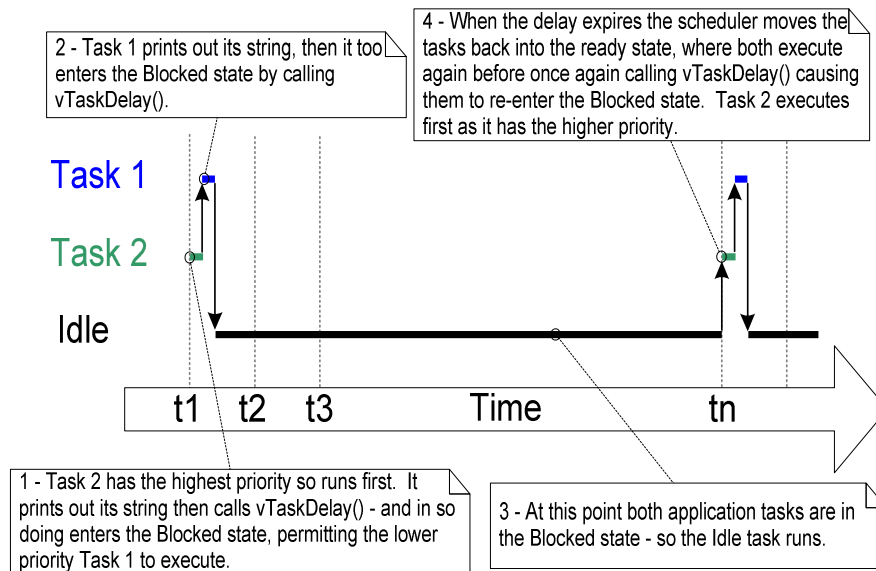 2 - Task 1 prints out its string, then it too
enters the Blocked state by calling
vTaskDelay().
4 - When the delay expires the scheduler moves the
tasks back into the ready state, where both execute
again before once again calling vTaskDelay() causing
them to re-enter the Blocked state.  Task 2 executes
first as it has the higher priority.
Task 1
Task 2
Idle
t1
t2
t3
Time
tn
1 - Task 2 has the highest priority so runs first.  It
prints out its string then calls vTaskDelay() - and in so
doing enters the Blocked state, permitting the lower
priority Task 1 to execute.
3 - At this point both application tasks are in
the Blocked state - so the Idle task runs.